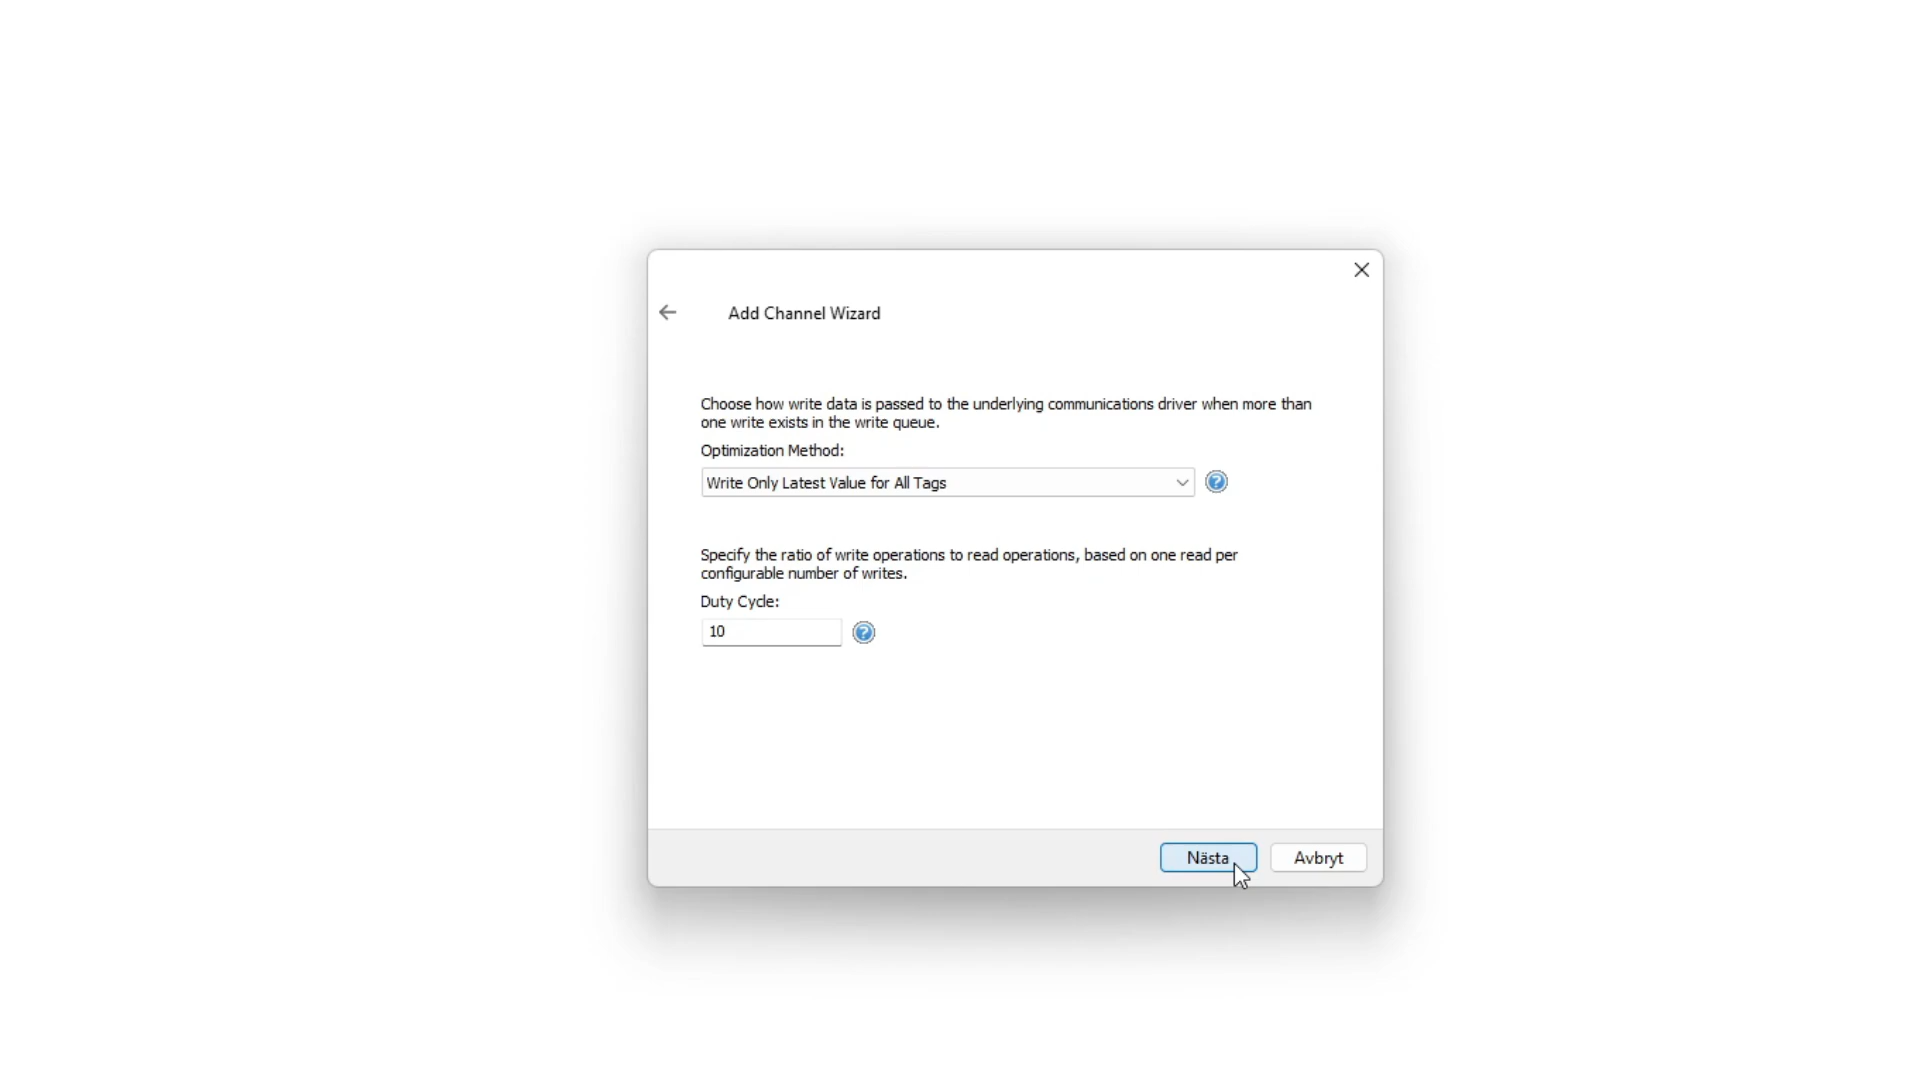 Add Channel Wizard
Choose how write data is passed to the underlying communications driver when more than
one write exists in the write queue.
Optimization Method:
Write Only Latest Value for All Tags
Specify the ratio of write operations to read operations, based on one read per
configurable number of writes.
Duty Cycle:
10
Nästa
Avbryt